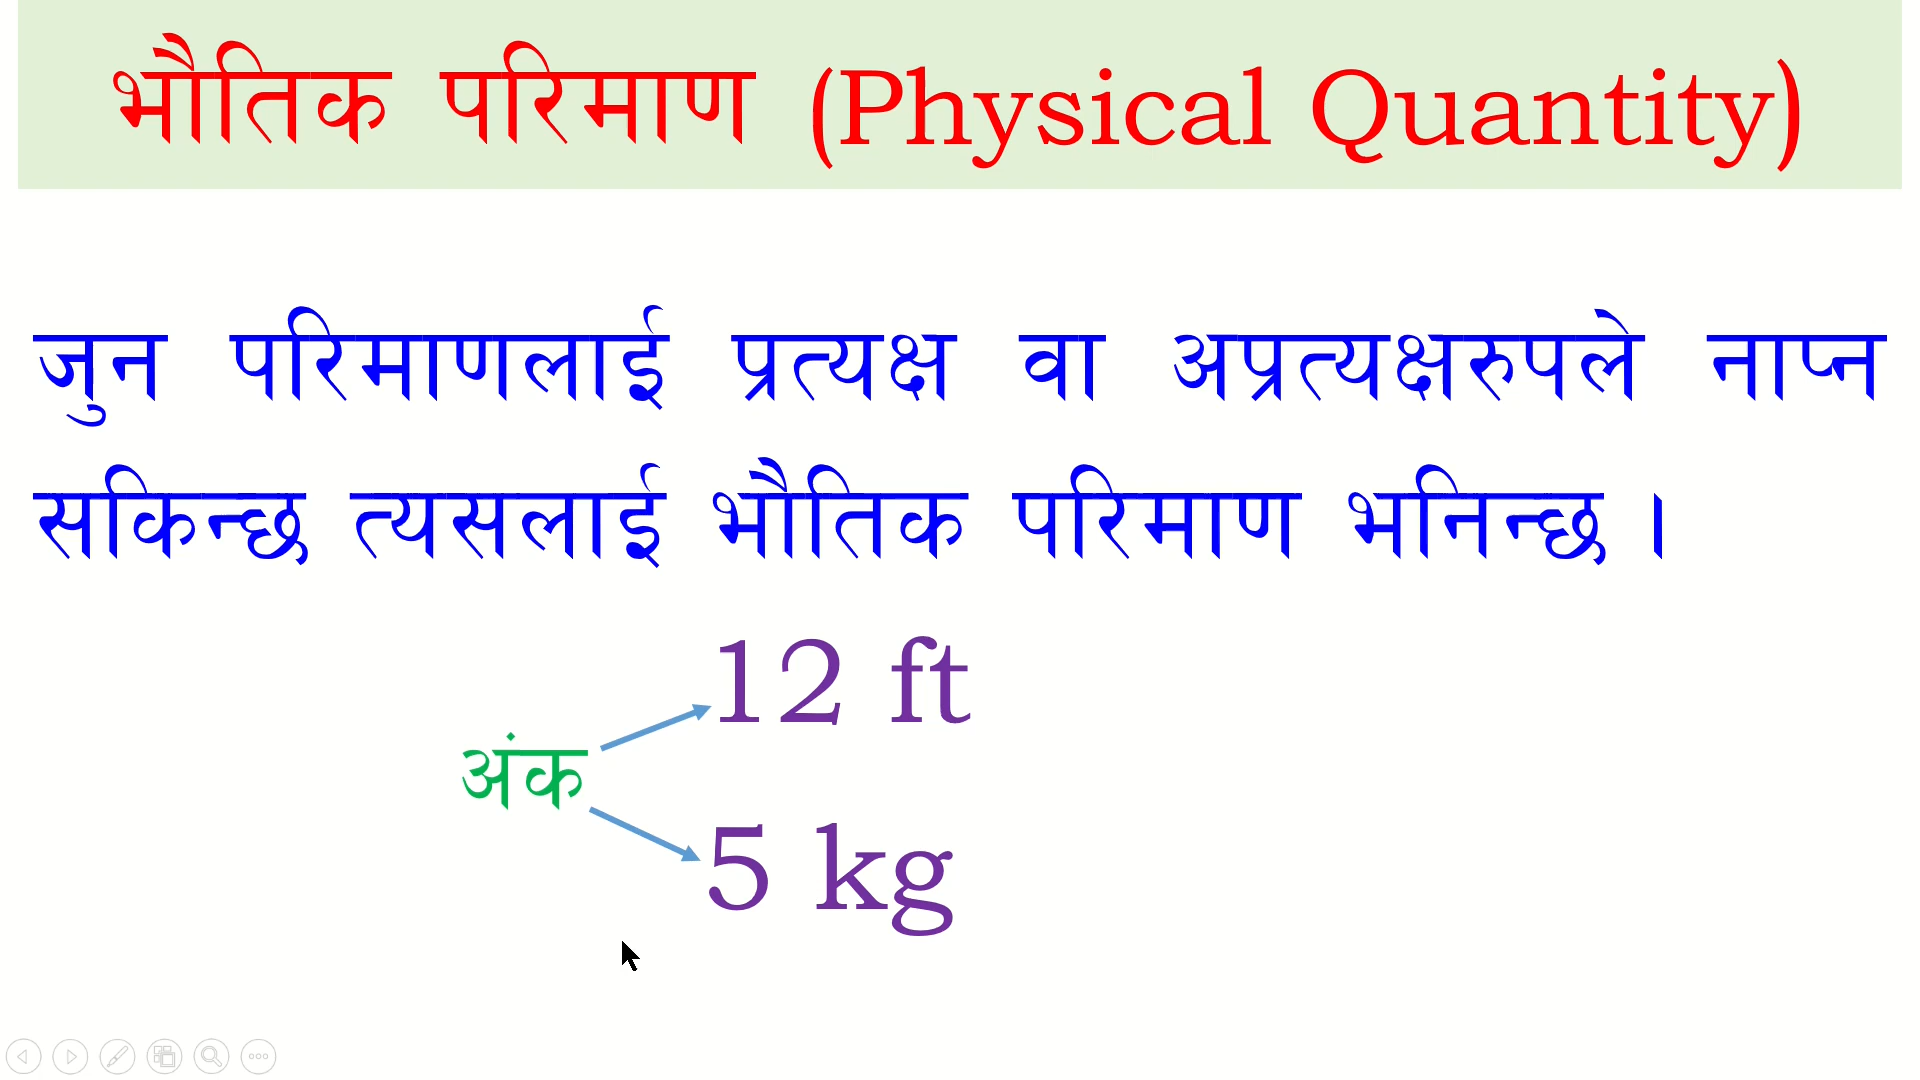 भौतिक परिमाण (Physical Quantity)
जुन परिमाणलाई प्रत्यक्ष वा अप्रत्यक्षरुपले नाप्न
सकिन्छ त्यसलाई भौतिक परिमाण भनिन्छ ।
12 ft
अंक
5 kg